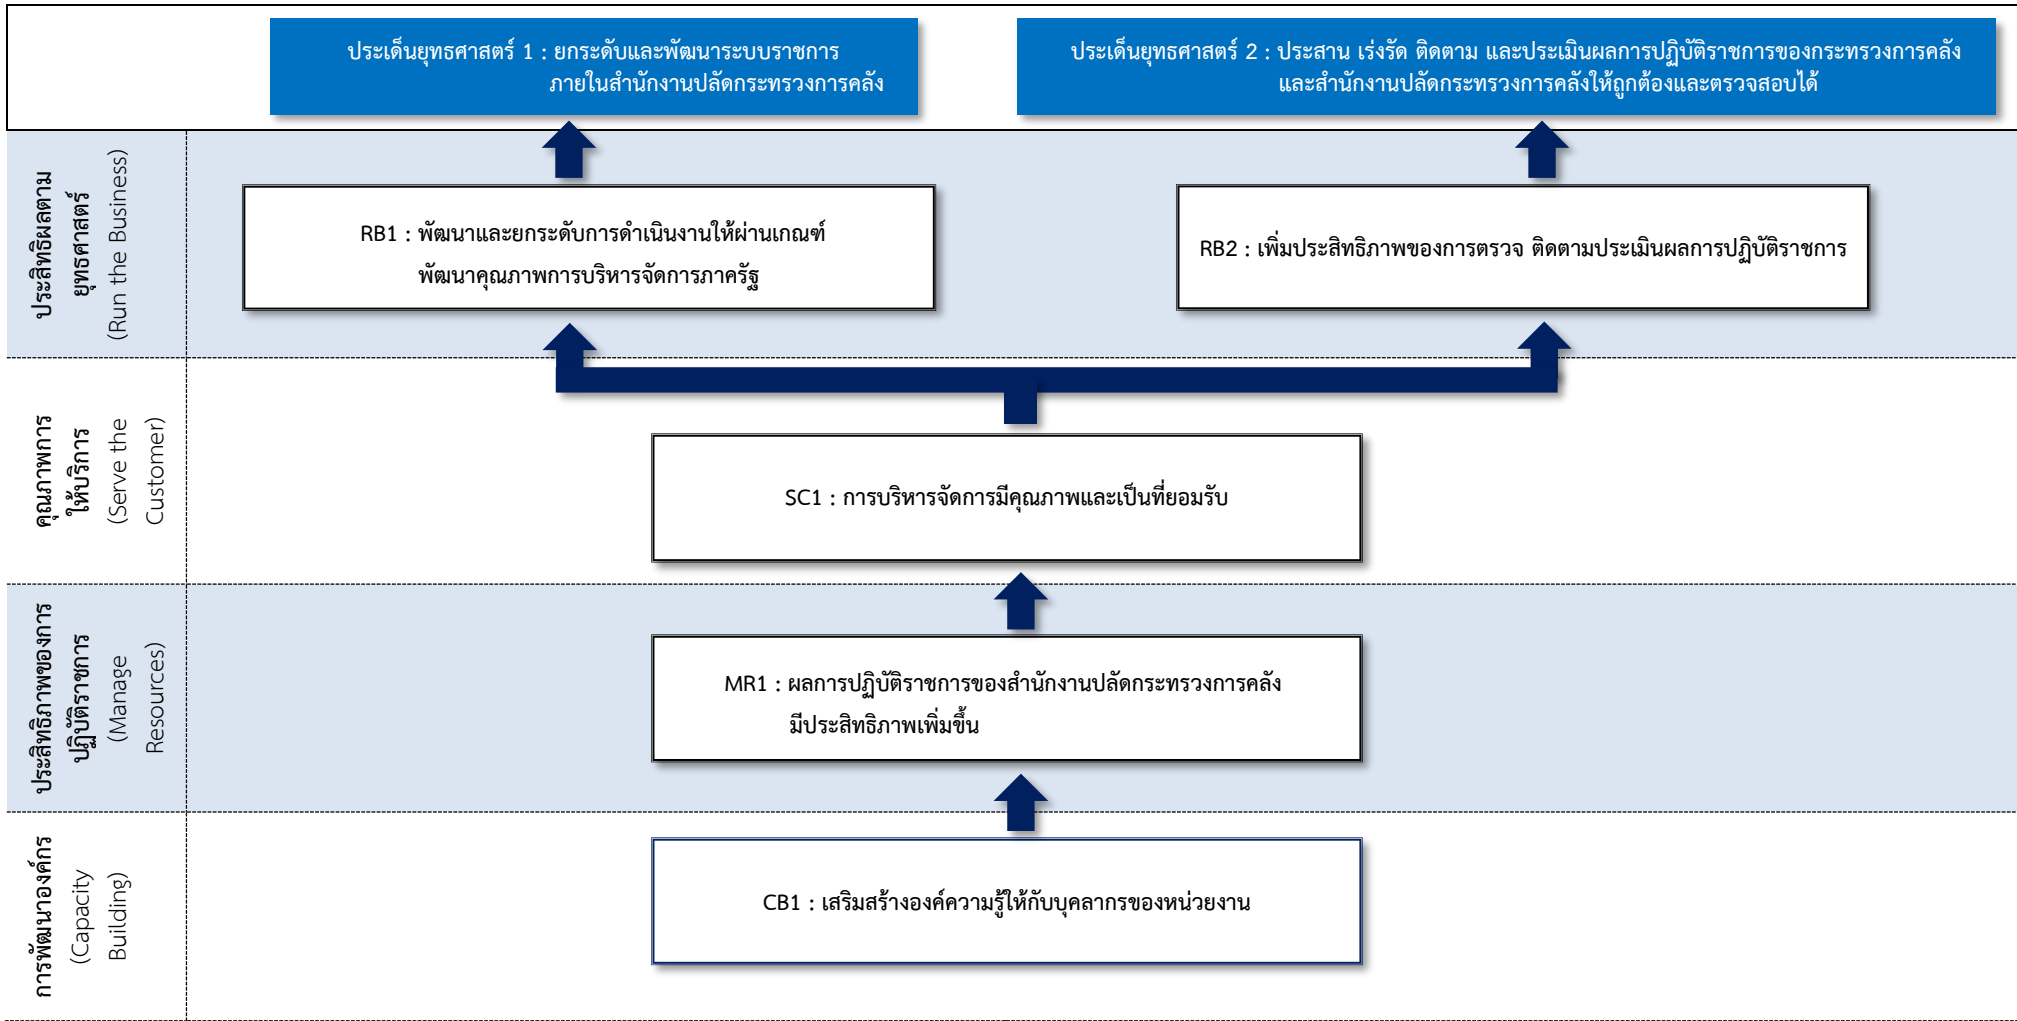 ประเด็นยุทธศาสตร์ 1 : ยกระดับและพัฒนาระบบราชการ
ภายในสำนักงานปลัดกระทรวงการคลัง
ประเด็นยุทธศาสตร์ 2 : ประสาน เร่งรัด ติดตาม และประเมินผลการปฏิบัติราชการของกระทรวงการคลัง
และสำนักงานปลัดกระทรวงการคลังให้ถูกต้องและตรวจสอบได้
ประสิทธิผลตาม
ยุทธศาสตร์
(Run the Business)
RB1 : พัฒนาและยกระดับการดำเนินงานให้ผ่านเกณฑ์
พัฒนาคุณภาพการบริหารจัดการภาครัฐ
RB2 : เพิ่มประสิทธิภาพของการตรวจ ติดตามประเมินผลการปฏิบัติราชการ
คุณภาพการ
ให้บริการ
(Serve the
Customer)
SC1 : การบริหารจัดการมีคุณภาพและเป็นที่ยอมรับ
ประสิทธิภาพของการ
ปฏิบัติราชการ
(Manage
Resources)
MR1 : ผลการปฏิบัติราชการของสำนักงานปลัดกระทรวงการคลัง
มีประสิทธิภาพเพิ่มขึ้น
การพัฒนาองค์กร
(Capacity
Building)
CB1 : เสริมสร้างองค์ความรู้ให้กับบุคลากรของหน่วยงาน